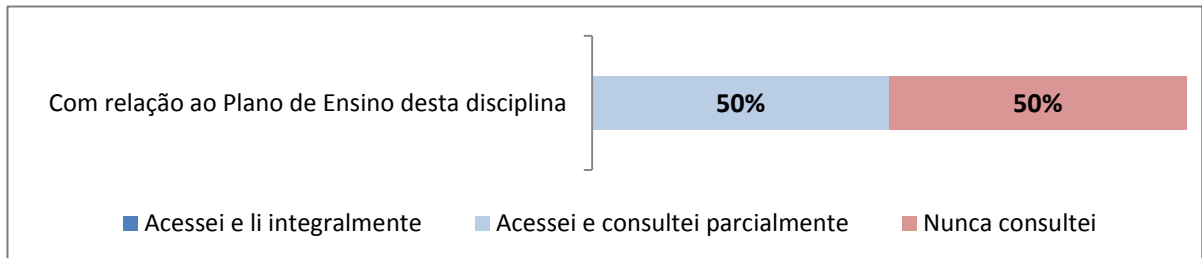 Com relação ao Plano de Ensino desta disciplina
50%
50%
Acessei e li integralmente
Acessei e consultei parcialmente
Nunca consultei